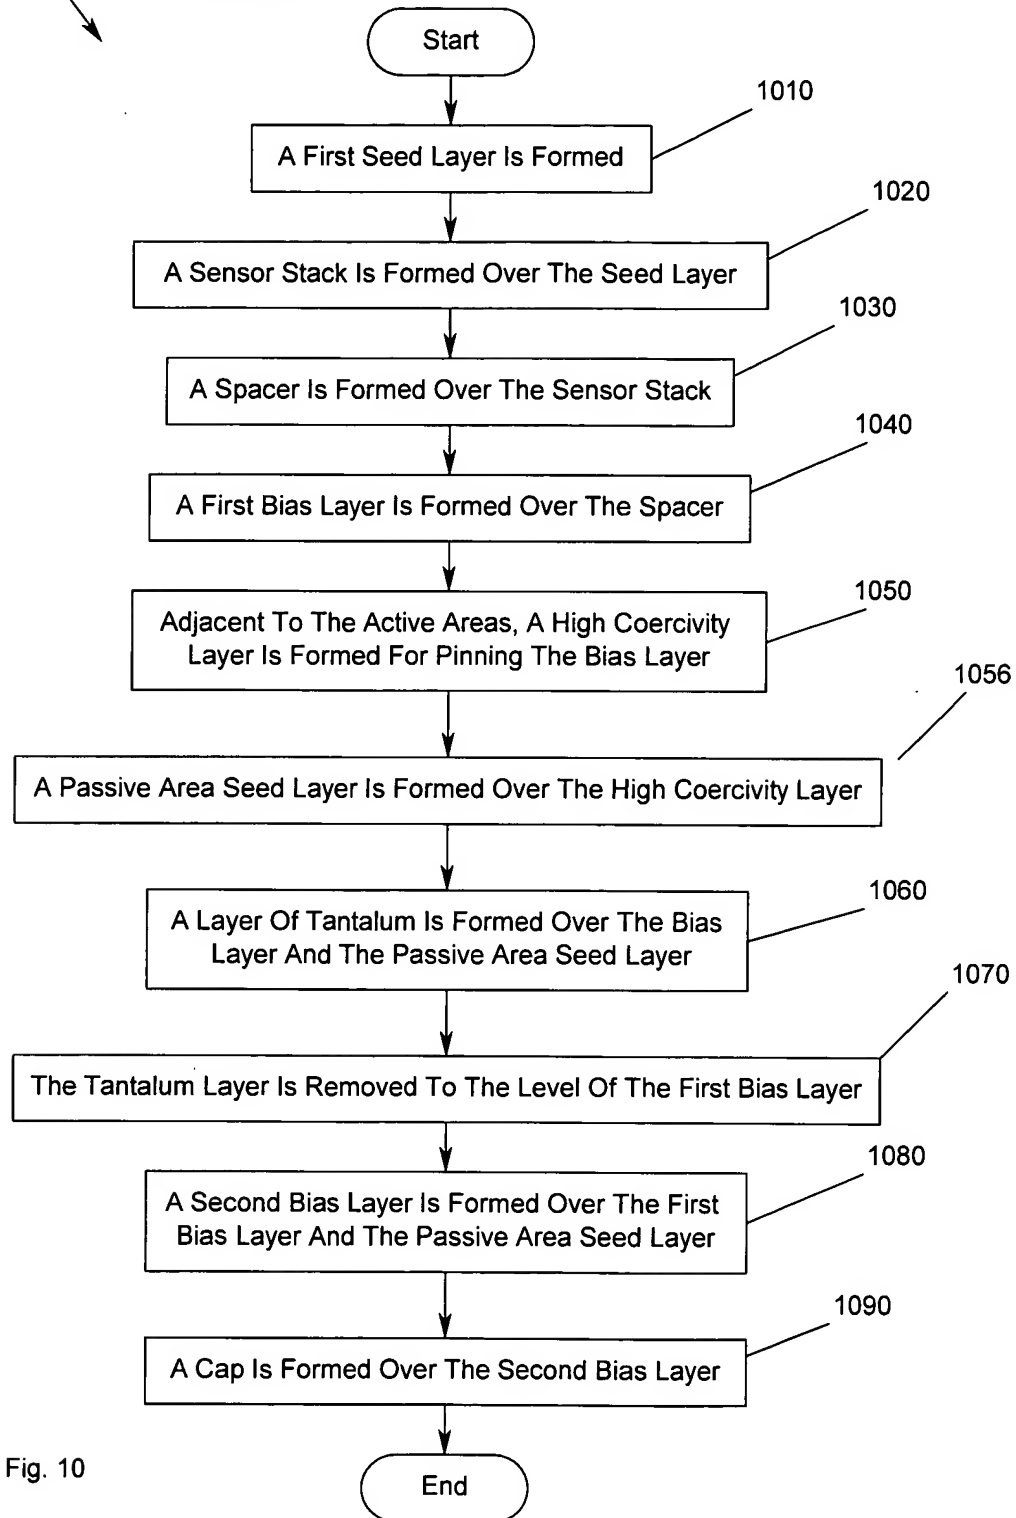 Start
1010
A First Seed Layer Is Formed
1020
A Sensor Stack Is Formed Over The Seed Layer
1030
A Spacer Is Formed Over The Sensor Stack
1040
A First Bias Layer Is Formed Over The Spacer
1050
Adjacent To The Active Areas, A High Coercivity
Layer Is Formed For Pinning The Bias Layer
1056
A Passive Area Seed Layer Is Formed Over The High Coercivity Layer
1060
A Layer Of Tantalum Is Formed Over The Bias
Layer And The Passive Area Seed Layer
1070
The Tantalum Layer Is Removed To The Level Of The First Bias Layer
1080
A Second Bias Layer Is Formed Over The First
Bias Layer And The Passive Area Seed Layer
1090
A Cap Is Formed Over The Second Bias Layer
Fig. 10
End